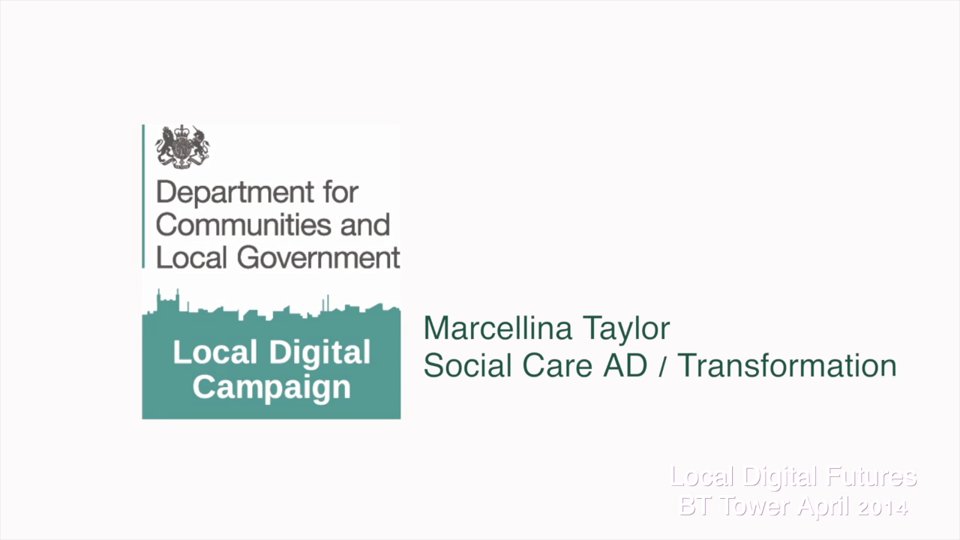 Department for
Communities and
Local Government
Local Digital
Campaign
Marcellina Taylor
Social Care AD / Transformation
Local Digital Futures
BT Tower April 2014